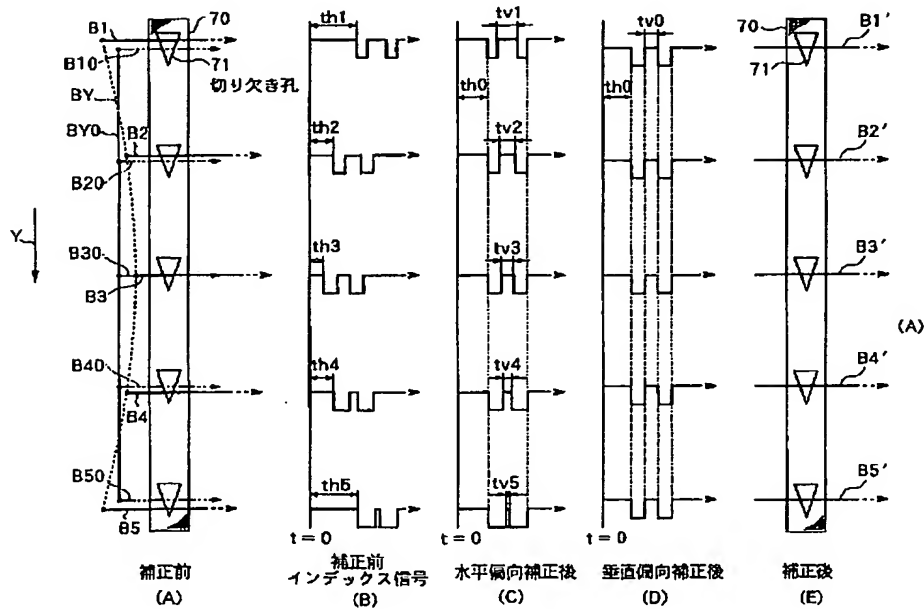 B1
70
B10
71
切り欠き孔
BY
BY0
B2
B20
Y
B30
B3
B40
B4
B50
B5
補正前
(A)
th1
th2
th3
th4
th5
t = 0
補正前
インデックス信号
(B)
tv1
th0
tv2
tv3
tv4
tv5
t = 0
水平偏向補正後
(C)
tv0
th0
垂直偏向補正後
(D)
70
71
B1′
B2′
B3′
B4′
B5′
補正後
(E)
(A)